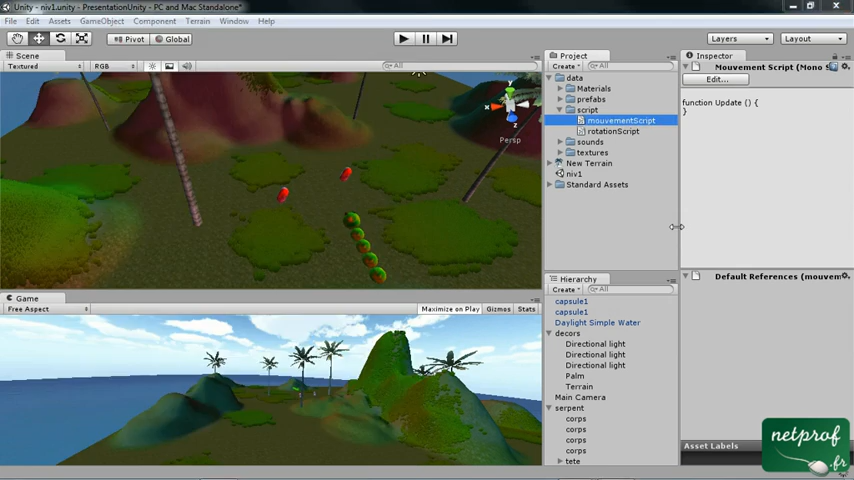 Unity - niv1.unity - PresentationUnity - PC and Mac Standalone*
File Edit Assets GameObject Component Terrain Window Help
Pivot Global Layers Layout
Scene
Textured RGB All
y
x
z
Persp
Game
Free Aspect Maximize on Play Gizmos Stats
Project
Create All
data
Materials
prefabs
script
mouvementScript
rotationScript
sounds
textures
New Terrain
niv1
Standard Assets
Hierarchy
Create All
capsule1
capsule1
Daylight Simple Water
decors
Directional light
Directional light
Directional light
Palm
Terrain
Main Camera
serpent
corps
corps
corps
corps
tete
Inspector
Mouvement Script (Mono S
Edit...
function Update () {
}
Default References (mouvem
Asset Labels
netprof
.fr